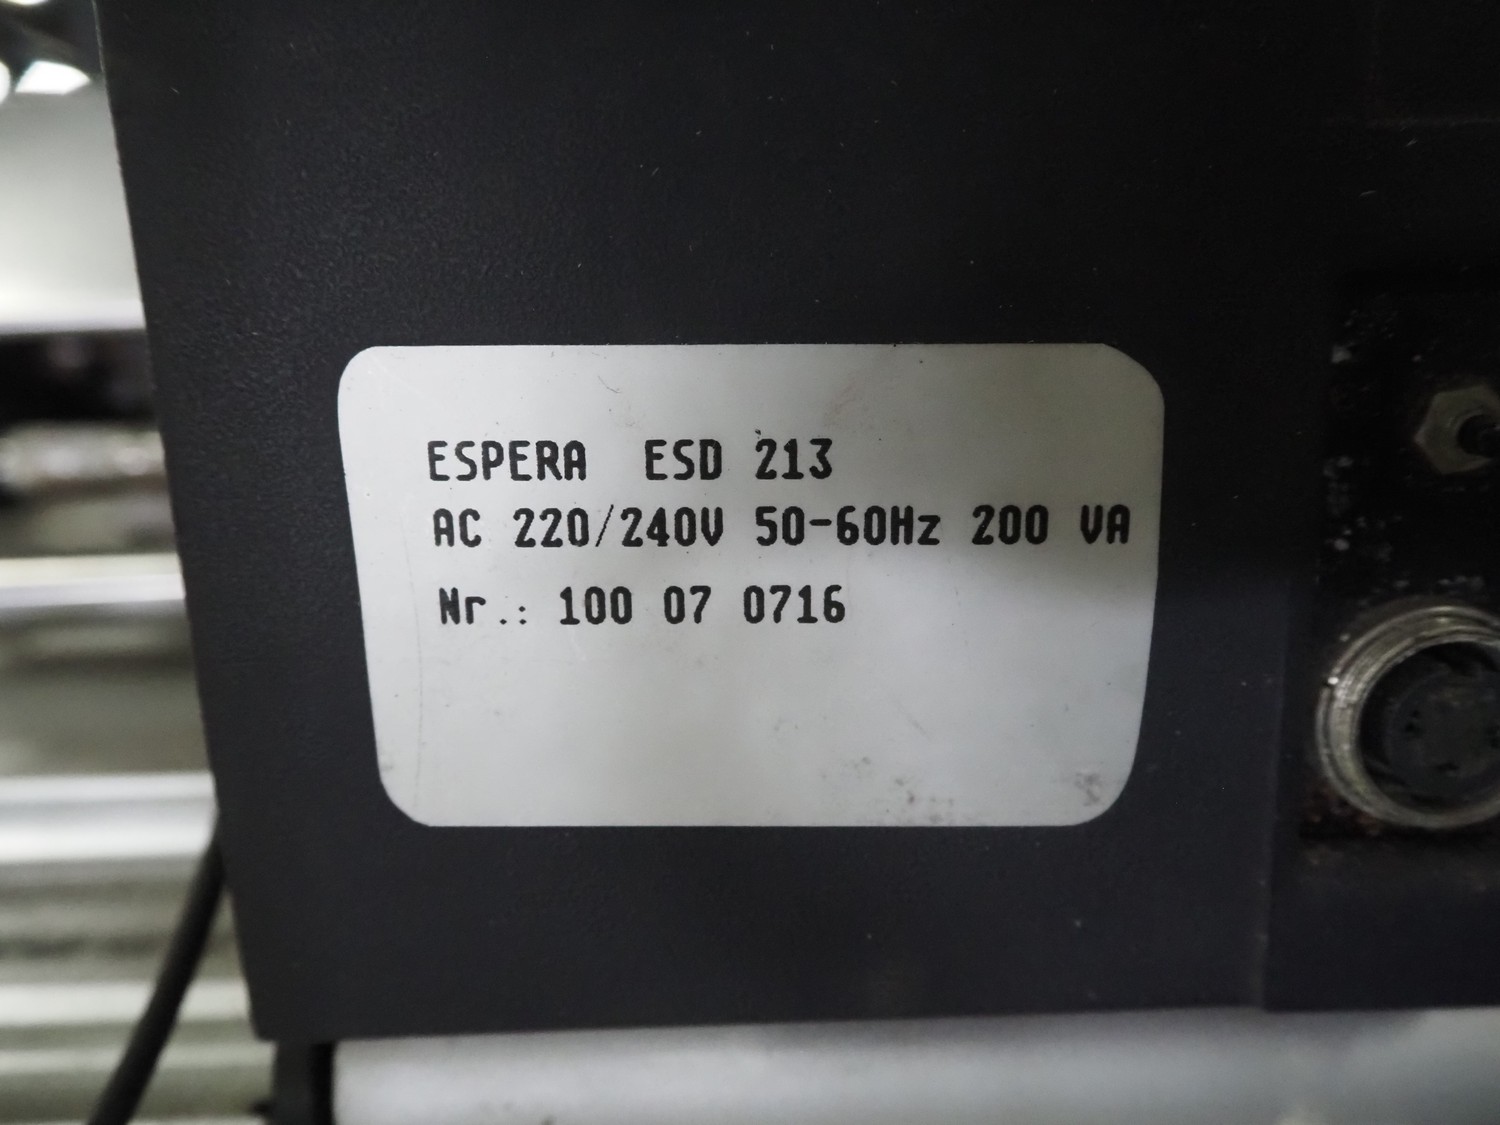 ESPERA ESD 213
AC 220/240V 50-60Hz 200 VA
Nr.: 100 07 0716